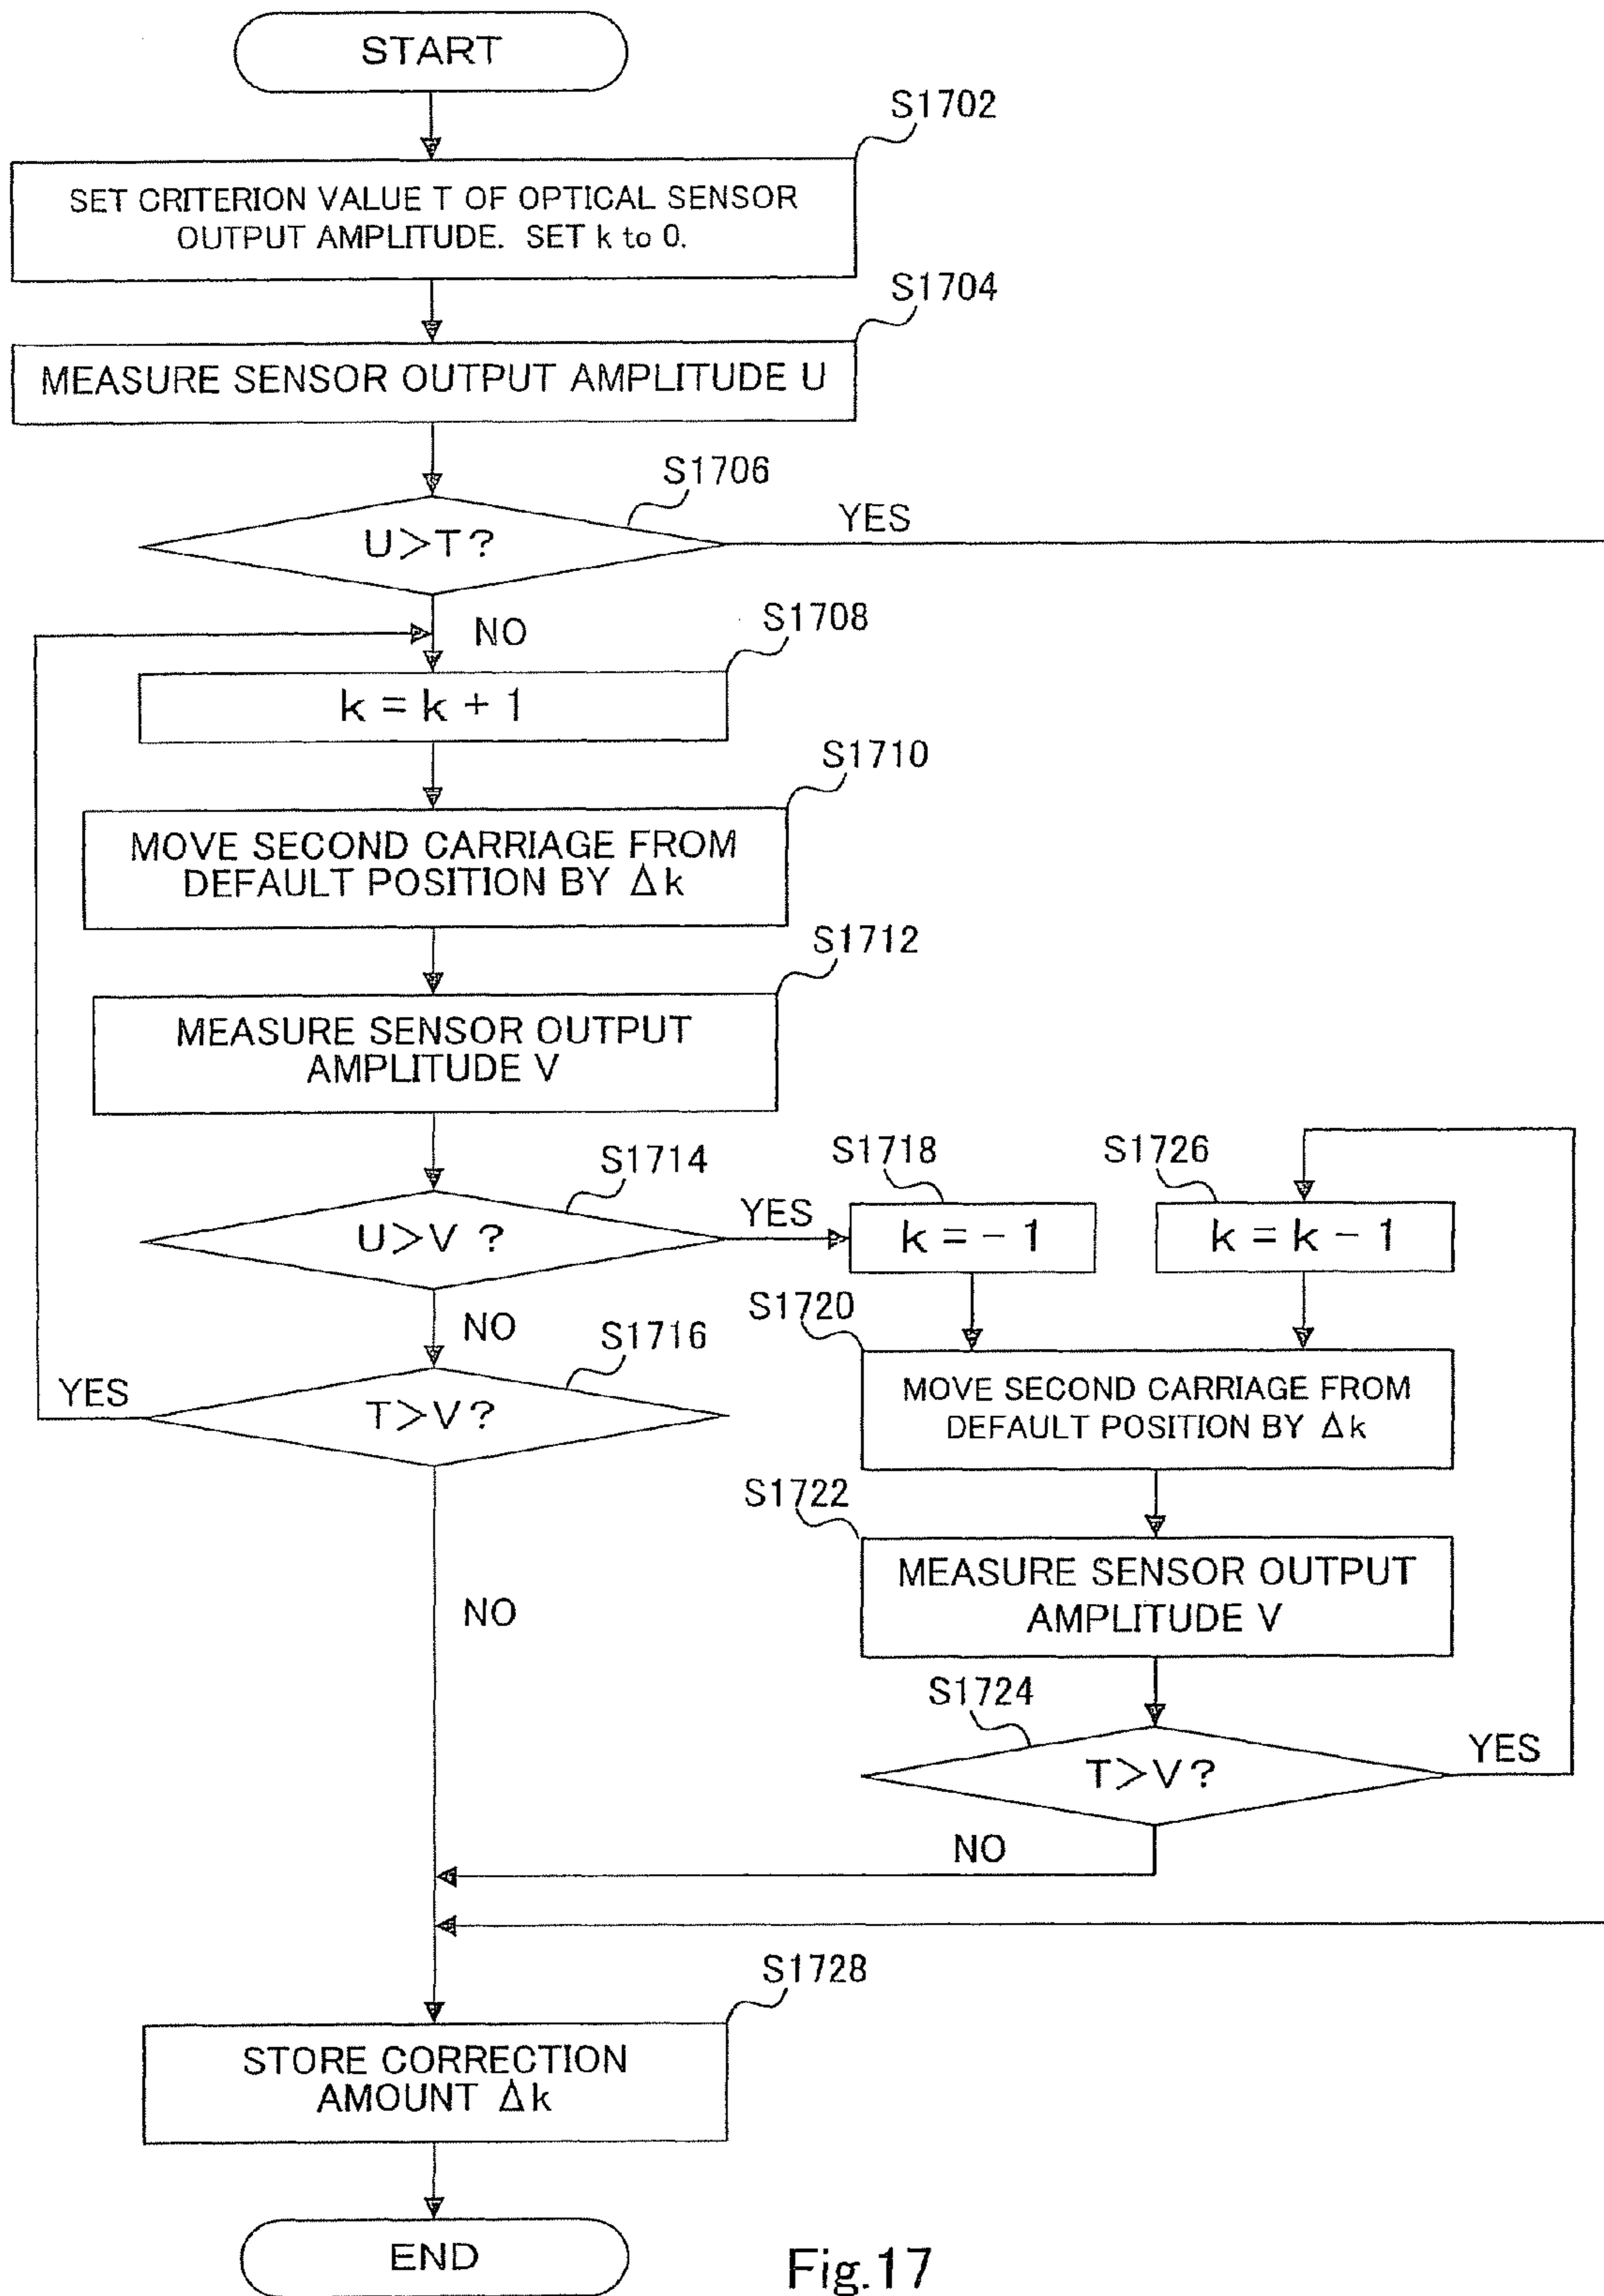 START
S1702
SET CRITERION VALUE T OF OPTICAL SENSOR
OUTPUT AMPLITUDE. SET k to 0.
S1704
MEASURE SENSOR OUTPUT AMPLITUDE U
S1706
U>T?
YES
NO
S1708
k = k + 1
S1710
MOVE SECOND CARRIAGE FROM
DEFAULT POSITION BY Δk
S1712
MEASURE SENSOR OUTPUT
AMPLITUDE V
S1714
U>V ?
YES
S1718
k = - 1
S1726
k = k - 1
NO
S1716
T>V?
YES
NO
S1720
MOVE SECOND CARRIAGE FROM
DEFAULT POSITION BY Δk
S1722
MEASURE SENSOR OUTPUT
AMPLITUDE V
S1724
T>V?
YES
NO
S1728
STORE CORRECTION
AMOUNT Δk
END
Fig.17